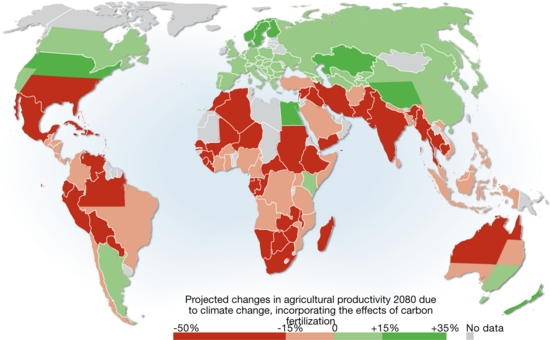 Projected changes in agricultural productivity 2080 due
to climate change, incorporating the effects of carbon
fertilization
-50% -15% 0 +15% +35% No data